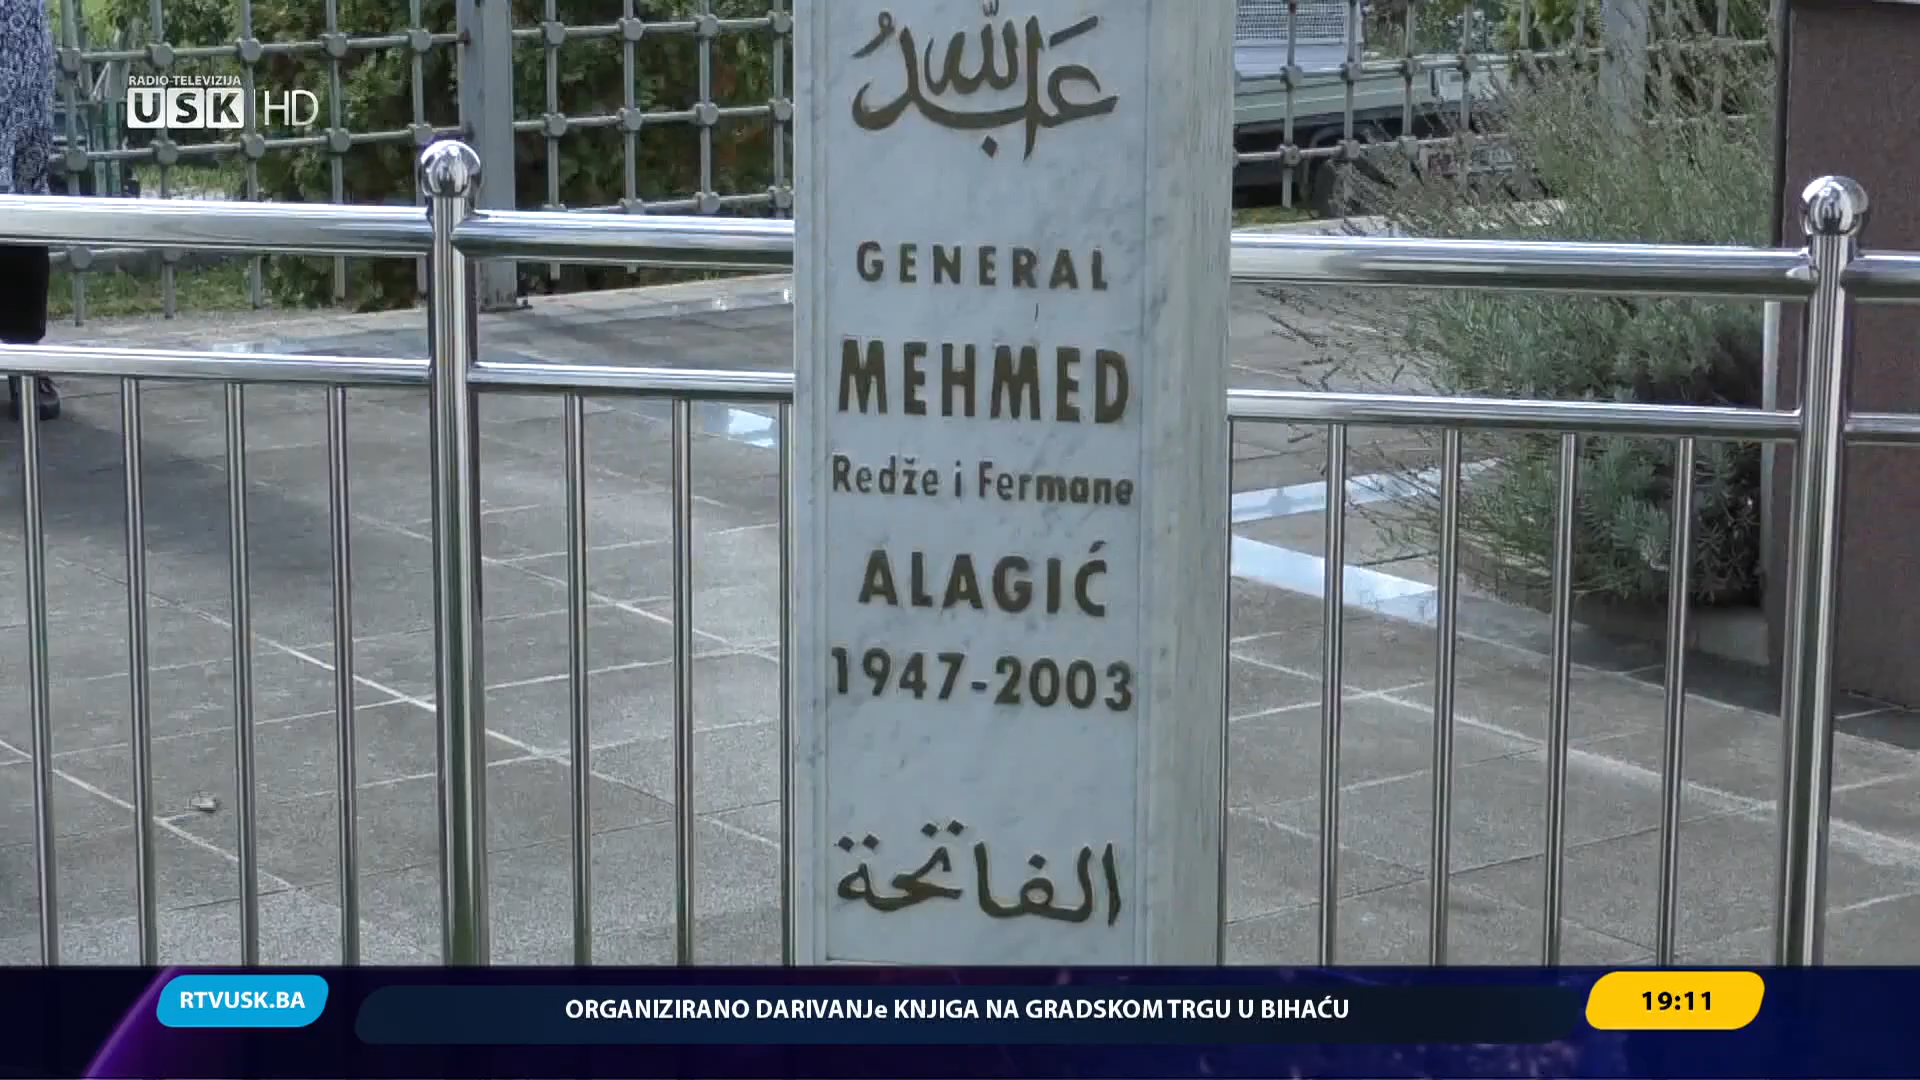 RADIO-TELEVIZIJA
USK HD
عبد الله
GENERAL
MEHMED
Redže i Fermane
ALAGIĆ
1947-2003
الفاتحة
RTVUSK.BA
ORGANIZIRANO DARIVANJe KNJIGA NA GRADSKOM TRGU U BIHAĆU
19:11